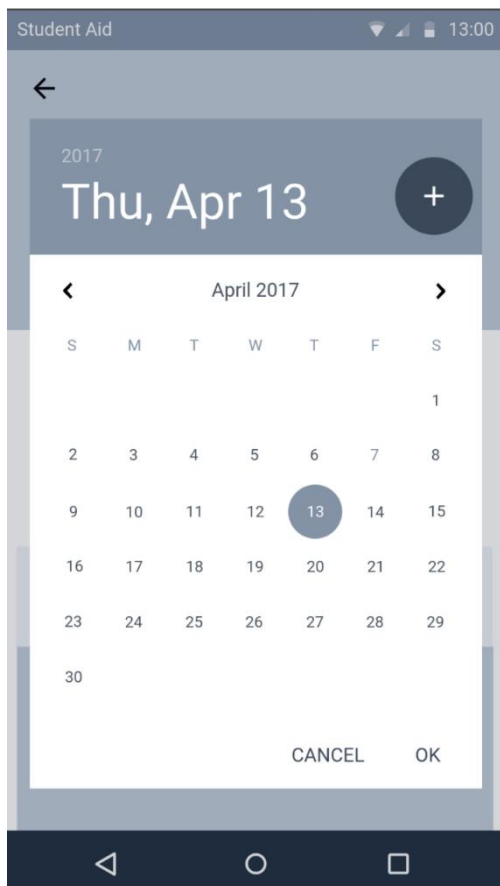 Student Aid 13:00
2017
Thu, Apr 13
+
April 2017
S M T W T F S
1
2 3 4 5 6 7 8
9 10 11 12 13 14 15
16 17 18 19 20 21 22
23 24 25 26 27 28 29
30
CANCEL OK